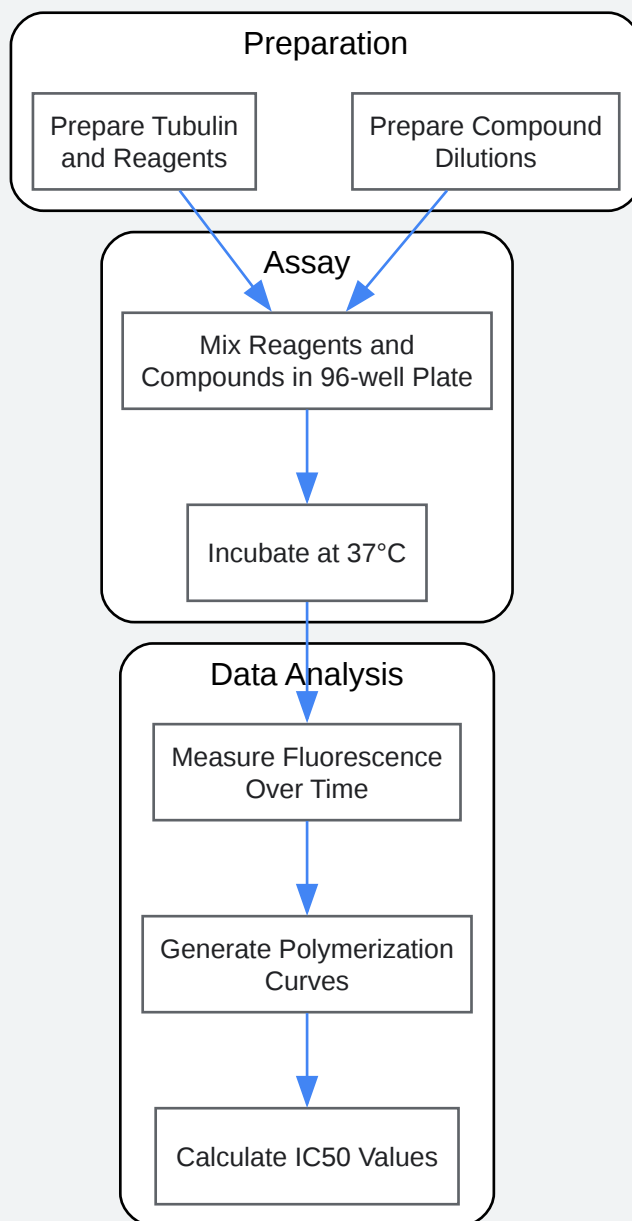 Preparation
Prepare Tubulin
and Reagents
Prepare Compound
Dilutions
Assay
Mix Reagents and
Compounds in 96-well Plate
Incubate at 37°C
Data Analysis
Measure Fluorescence
Over Time
Generate Polymerization
Curves
Calculate IC50 Values